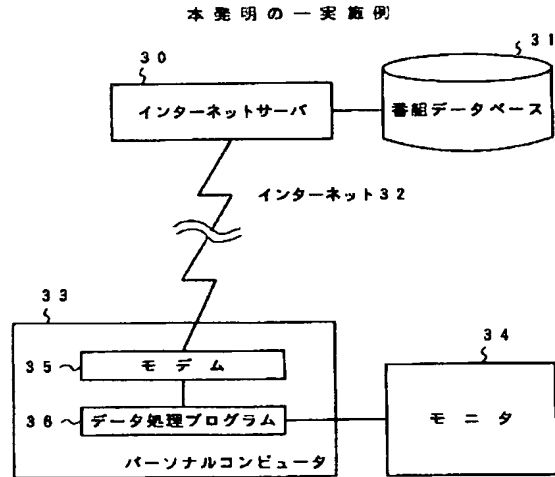 本発明の一実施例
30
31
インターネットサーバ
番組データベース
インターネット32
33
34
35
モデム
36
データ処理プログラム
モニタ
パーソナルコンピュータ